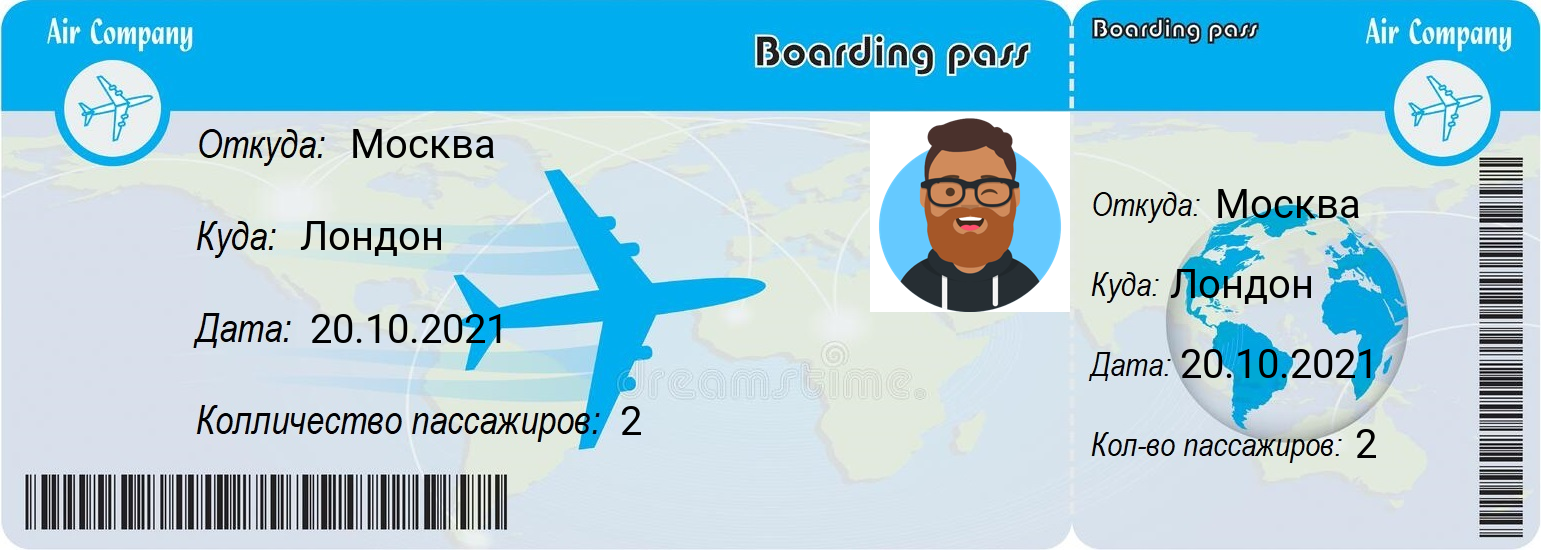 Air Company
Boarding pass
Откуда: Москва
Куда: Лондон
Дата: 20.10.2021
Колличество пассажиров: 2
dreamstime.
Boarding pass
Air Company
Откуда: Москва
Куда: Лондон
Дата: 20.10.2021
Кол-во пассажиров: 2